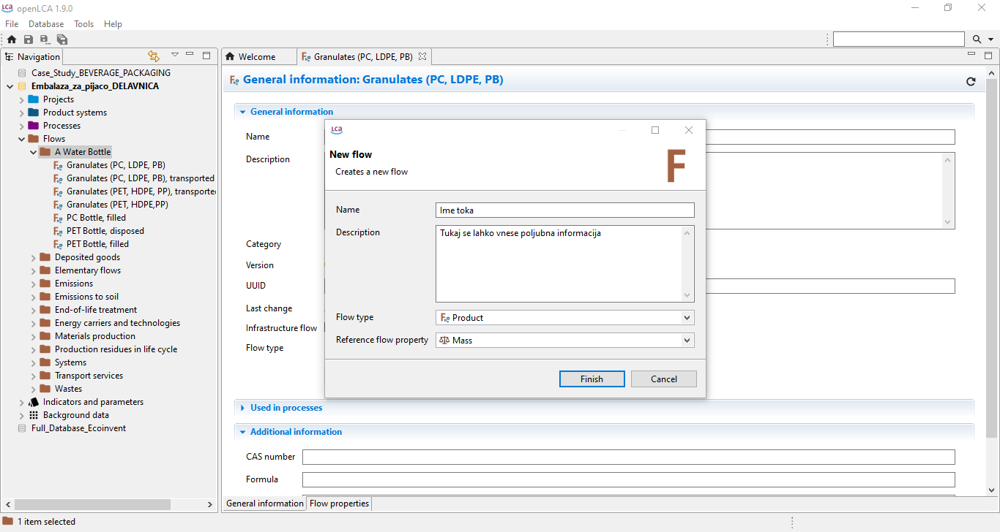 LCA openLCA 1.9.0
File Database Tools Help
Navigation
Welcome
Granulates (PC, LDPE, PB)
Case_Study_BEVERAGE_PACKAGING
Embalaza_za_pijaco_DELAVNICA
Projects
Product systems
Processes
Flows
A Water Bottle
Granulates (PC, LDPE, PB)
Granulates (PC, LDPE, PB), transported
Granulates (PET, HDPE, PP), transporte
Granulates (PET, HDPE,PP)
PC Bottle, filled
PET Bottle, disposed
PET Bottle, filled
Deposited goods
Elementary flows
Emissions
Emissions to soil
End-of-life treatment
Energy carriers and technologies
Materials production
Production residues in life cycle
Systems
Transport services
Wastes
Indicators and parameters
Background data
Full_Database_Ecoinvent
General information: Granulates (PC, LDPE, PB)
General information
Name
Description
Category
Version
UUID
Last change
Infrastructure flow
Flow type
LCA
New flow
Creates a new flow
F
Name Ime toka
Description Tukaj se lahko vnese poljubna informacija
Flow type Product
Reference flow property Mass
Finish Cancel
Used in processes
Additional information
CAS number
Formula
General information Flow properties
1 item selected